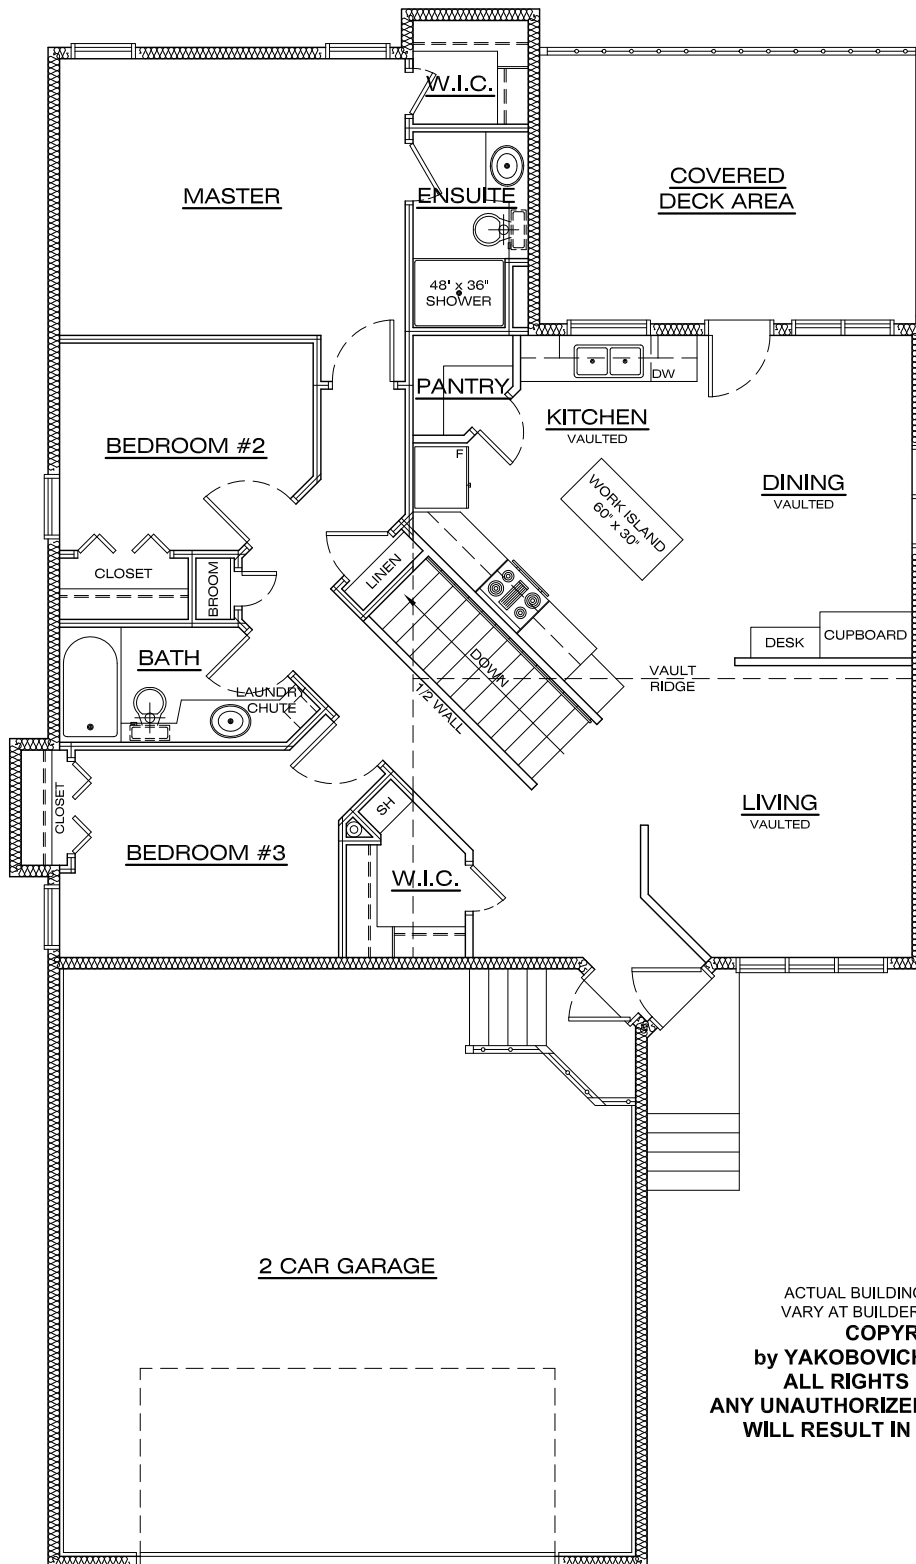 W.I.C.
COVERED
DECK AREA
MASTER
ENSUITE
48' x 36"
SHOWER
DW
PANTRY
KITCHEN
VAULTED
BEDROOM #2
F
DINING
VAULTED
WORK ISLAND
60" x 30"
CLOSET
BROOM
LINEN
DESK
CUPBOARD
BATH
DOWN
VAULT
RIDGE
LAUNDRY
CHUTE
1/2 WALL
CLOSET
SH
LIVING
VAULTED
BEDROOM #3
W.I.C.
2 CAR GARAGE
ACTUAL BUILDING
VARY AT BUILDER
COPYR
by YAKOBOVICH
ALL RIGHTS
ANY UNAUTHORIZE
WILL RESULT IN